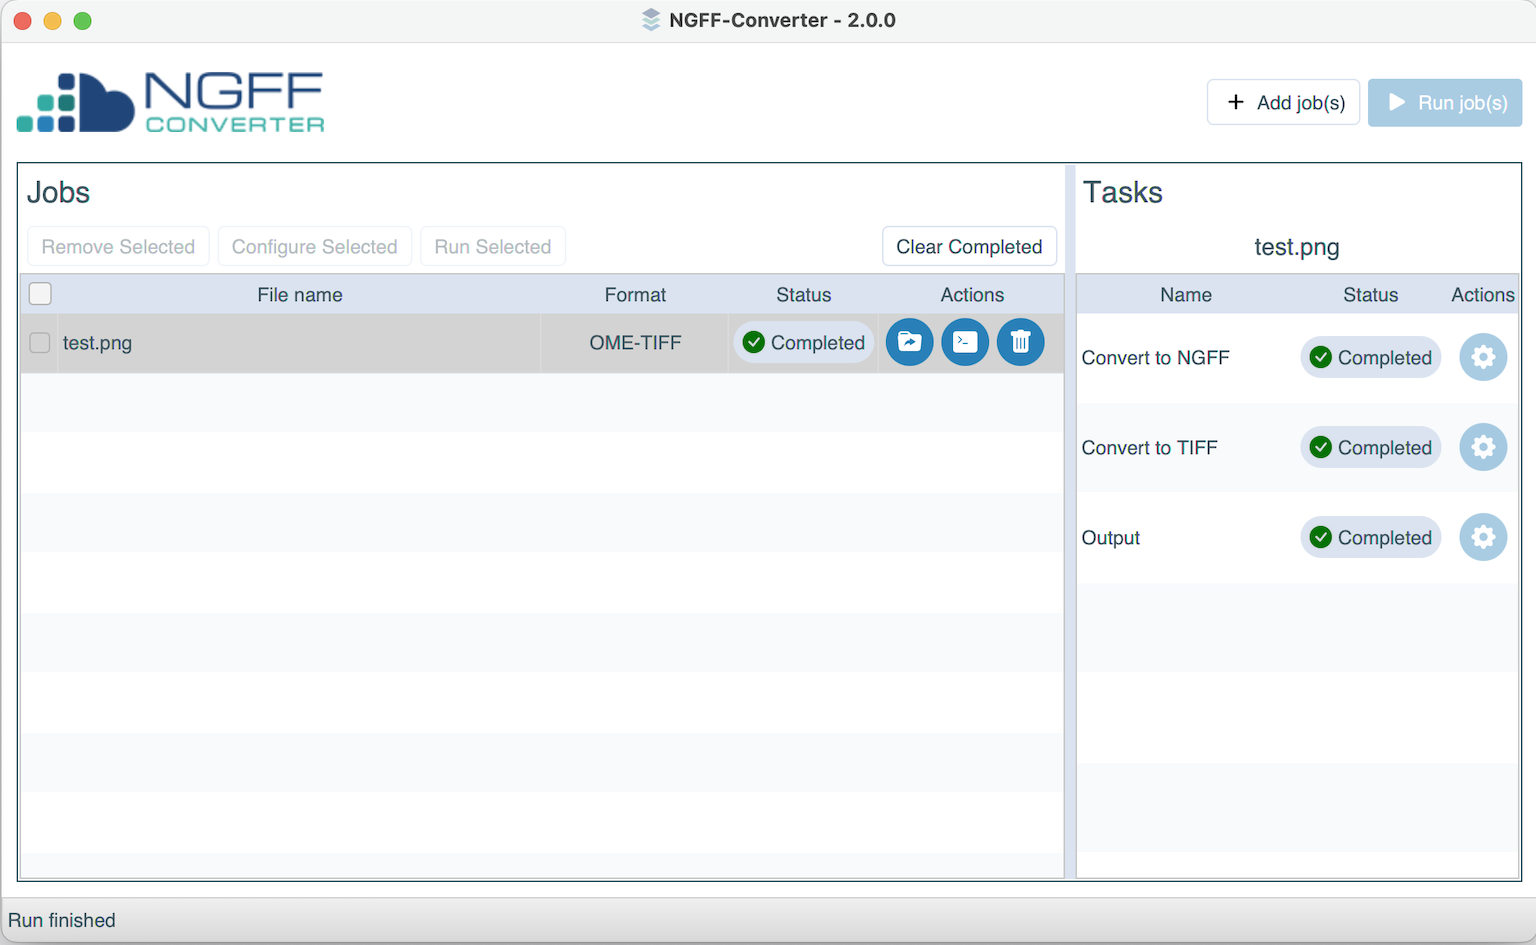 NGFF-Converter - 2.0.0
NGFF
CONVERTER
Add job(s)
Run job(s)
Jobs
Remove Selected
Configure Selected
Run Selected
Clear Completed
File name
Format
Status
Actions
test.png
OME-TIFF
Completed
Tasks
test.png
Name
Status
Actions
Convert to NGFF
Completed
Convert to TIFF
Completed
Output
Completed
Run finished